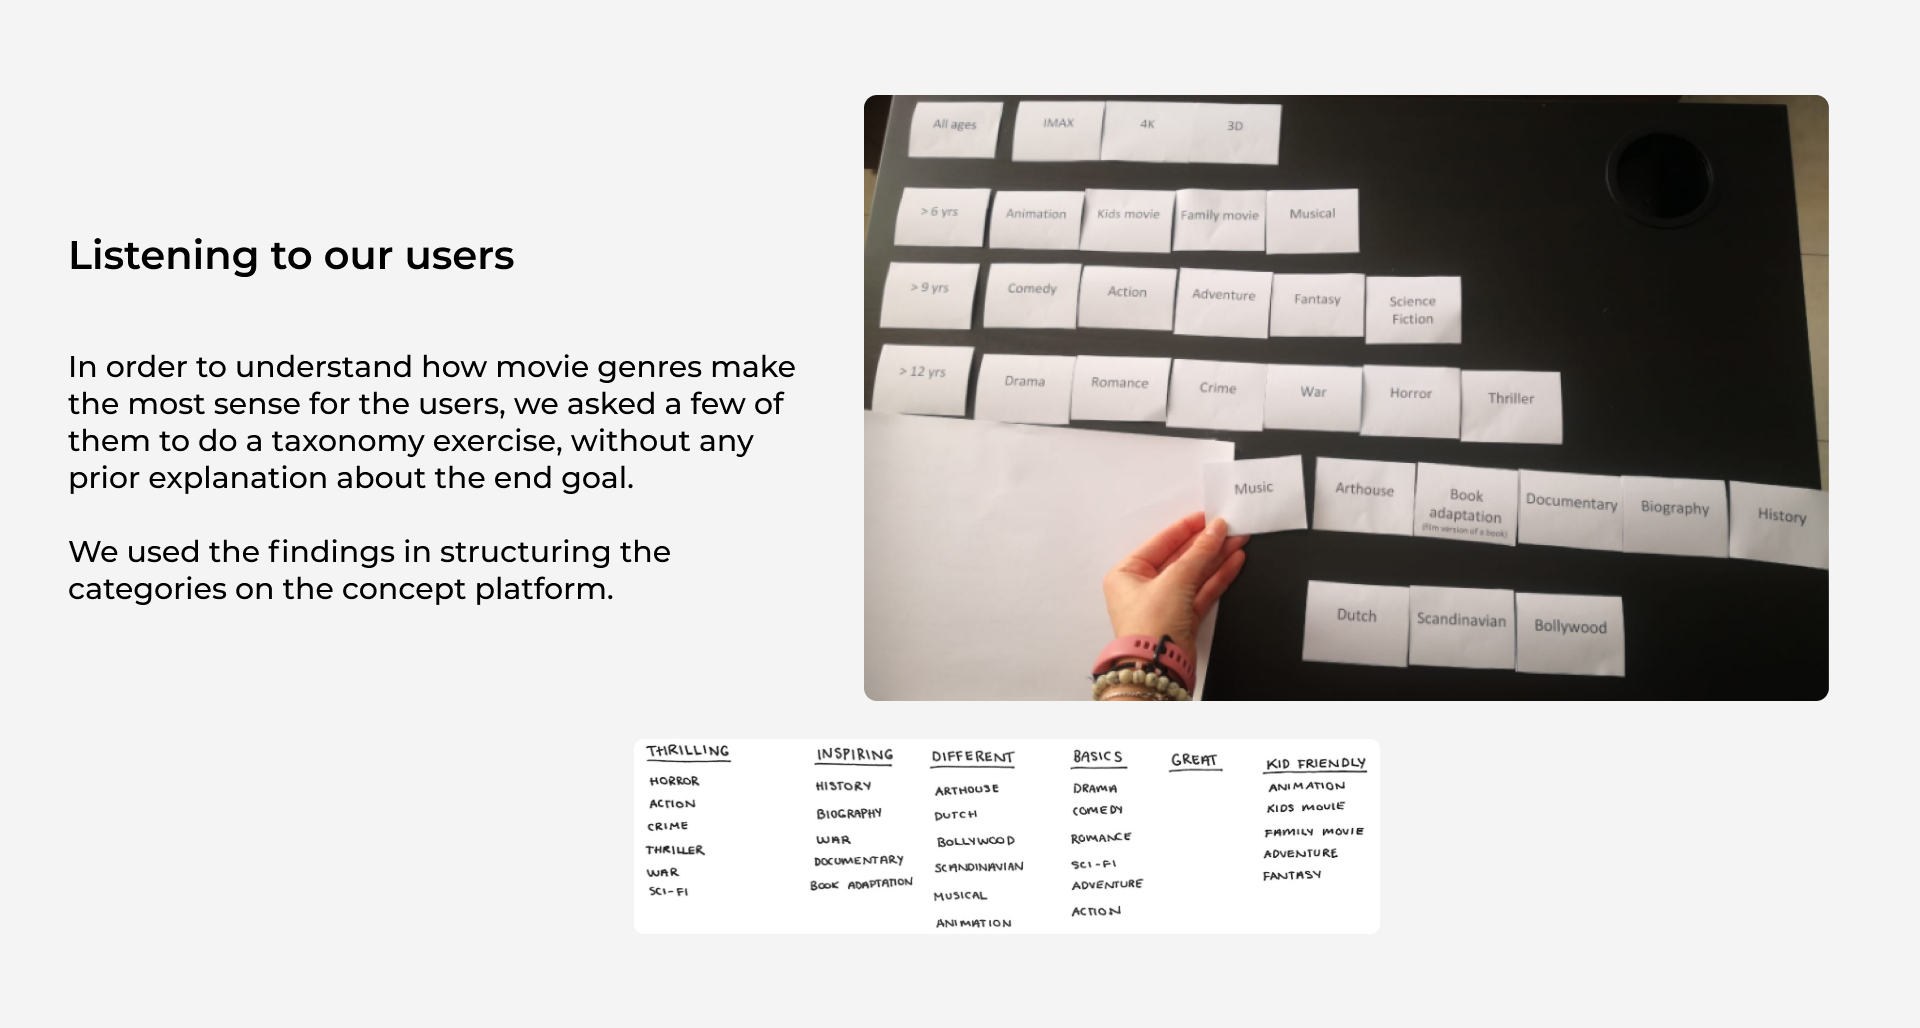 Listening to our users
In order to understand how movie genres make
the most sense for the users, we asked a few of
them to do a taxonomy exercise, without any
prior explanation about the end goal.
We used the findings in structuring the
categories on the concept platform.
All ages IMAX 4K 3D
> 6 yrs Animation Kids movie Family movie Musical
> 9 yrs Comedy Action Adventure Fantasy Science
Fiction
> 12 yrs Drama Romance Crime War Horror Thriller
Music Arthouse Book
adaptation
(film version of a book)
Documentary Biography History
Dutch Scandinavian Bollywood
THRILLING
HORROR
ACTION
CRIME
THRILLER
WAR
SCI-FI
INSPIRING
HISTORY
BIOGRAPHY
WAR
DOCUMENTARY
BOOK ADAPTATION
DIFFERENT
ARTHOUSE
DUTCH
BOLLYWOOD
SCANDINAVIAN
MUSICAL
ANIMATION
BASICS
DRAMA
COMEDY
ROMANCE
SCI-FI
ADVENTURE
ACTION
GREAT
KID FRIENDLY
ANIMATION
KIDS MOVIE
FAMILY MOVIE
ADVENTURE
FANTASY